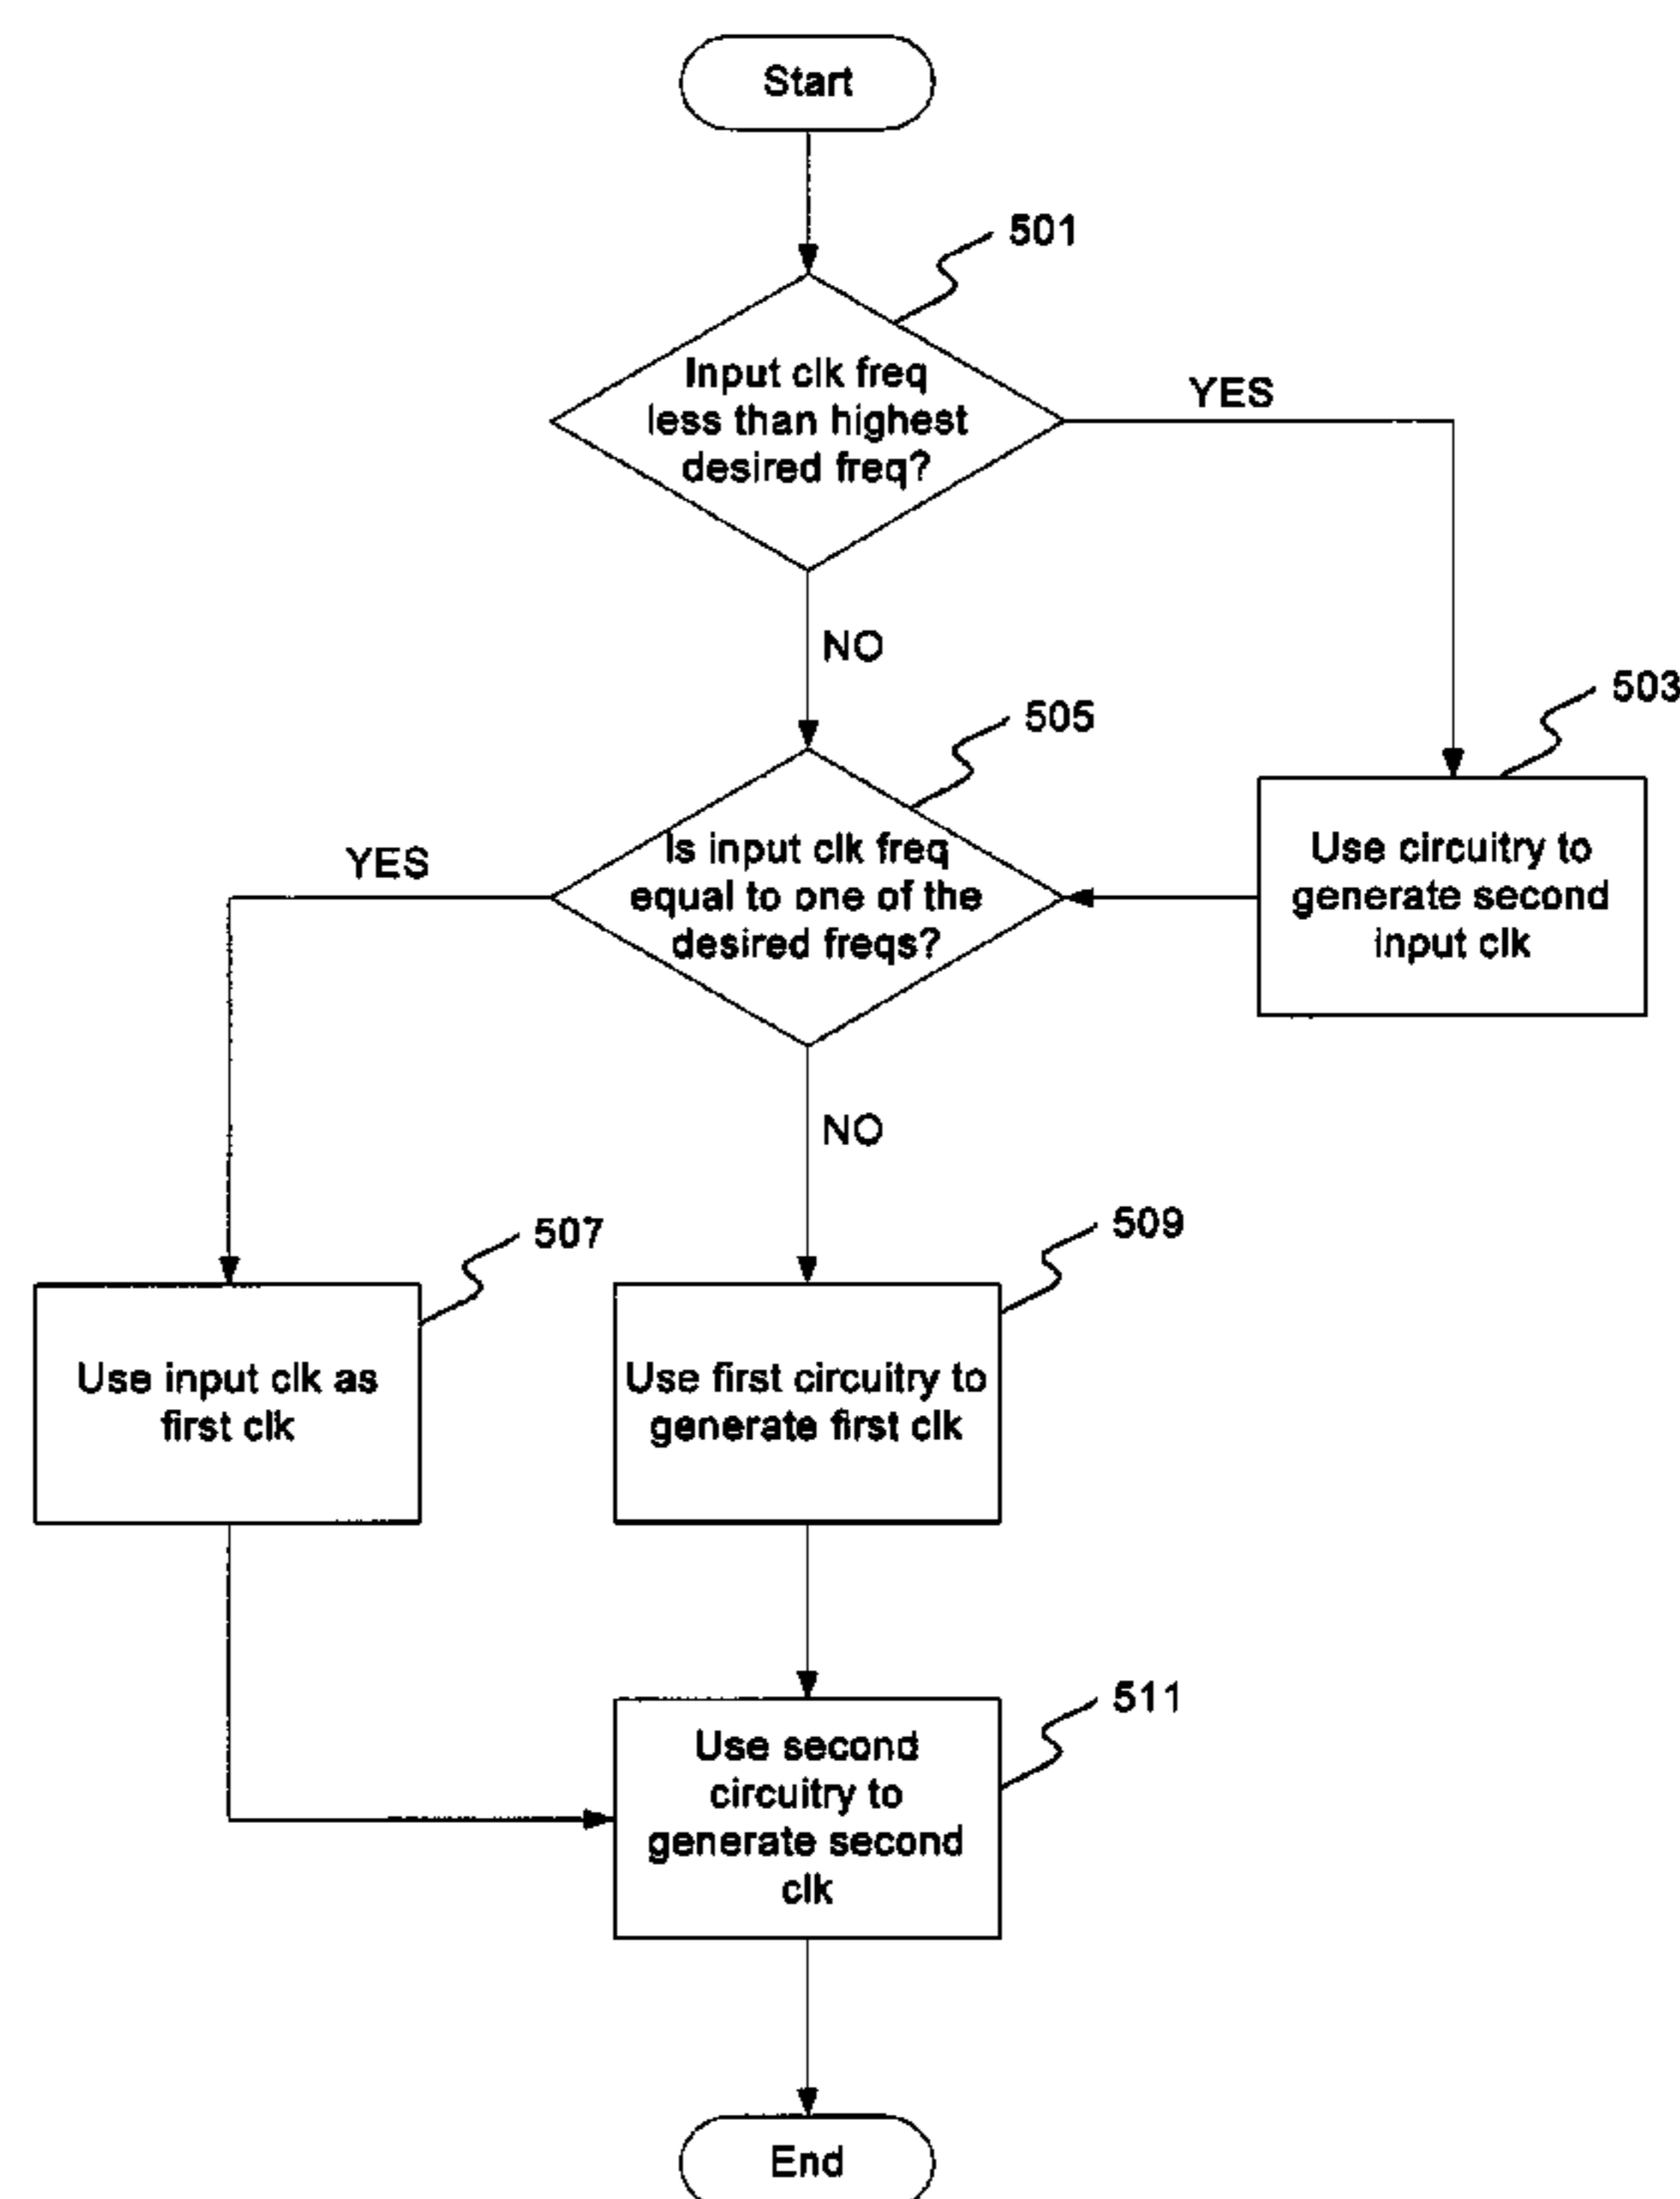 Start
501
Input clk freq
less than highest
desired freq?
YES
NO
503
505
Use circuitry to
generate second
input clk
Is input clk freq
equal to one of the
desired freqs?
YES
NO
507
509
Use input clk as
first clk
Use first circuitry to
generate first clk
511
Use second
circuitry to
generate second
clk
End